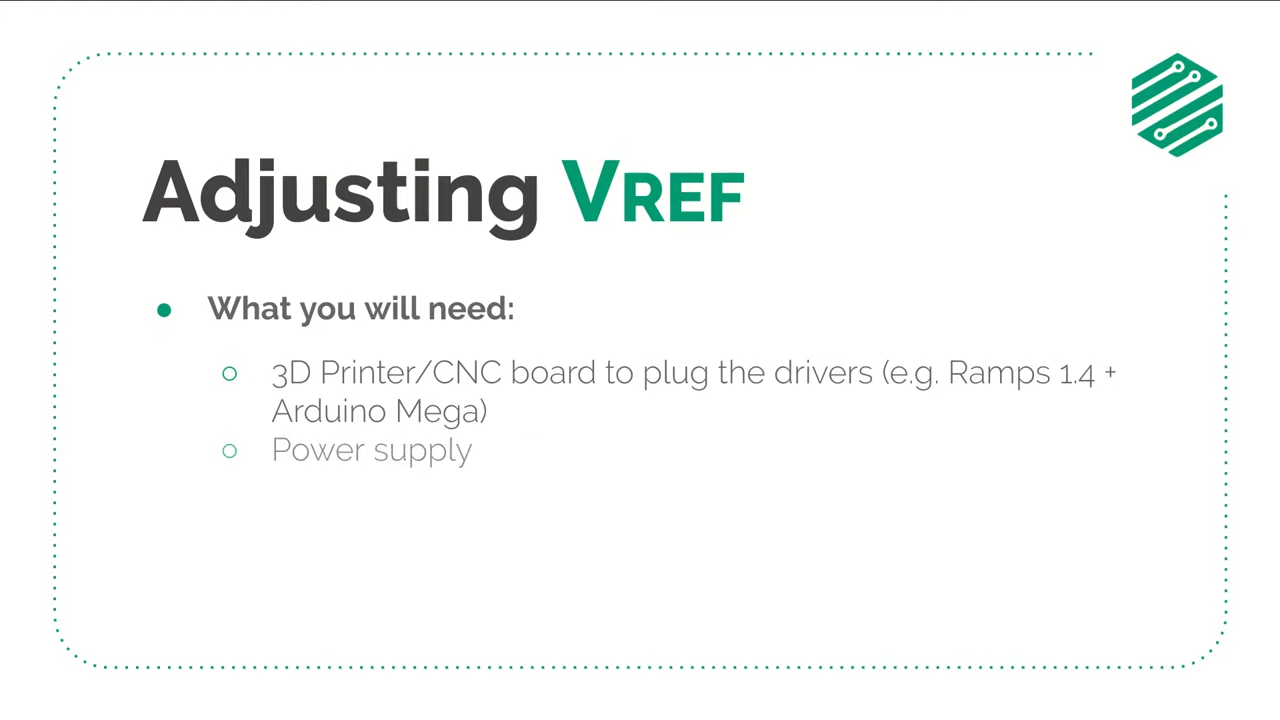 Adjusting VREF
● What you will need:
○ 3D Printer/CNC board to plug the drivers (e.g. Ramps 1.4 +
Arduino Mega)
○ Power supply